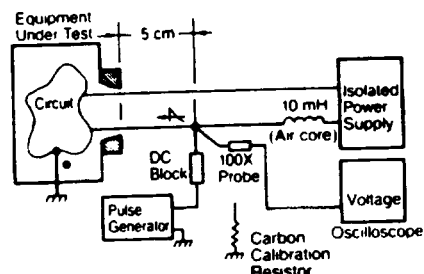 Equipment
Under Test
5 cm
Circuit
Isolated
Power
Supply
10 mH
(Air core)
DC
Block
100X
Probe
Pulse
Generator
Voltage
Oscilloscope
Carbon
Calibration
Resistor